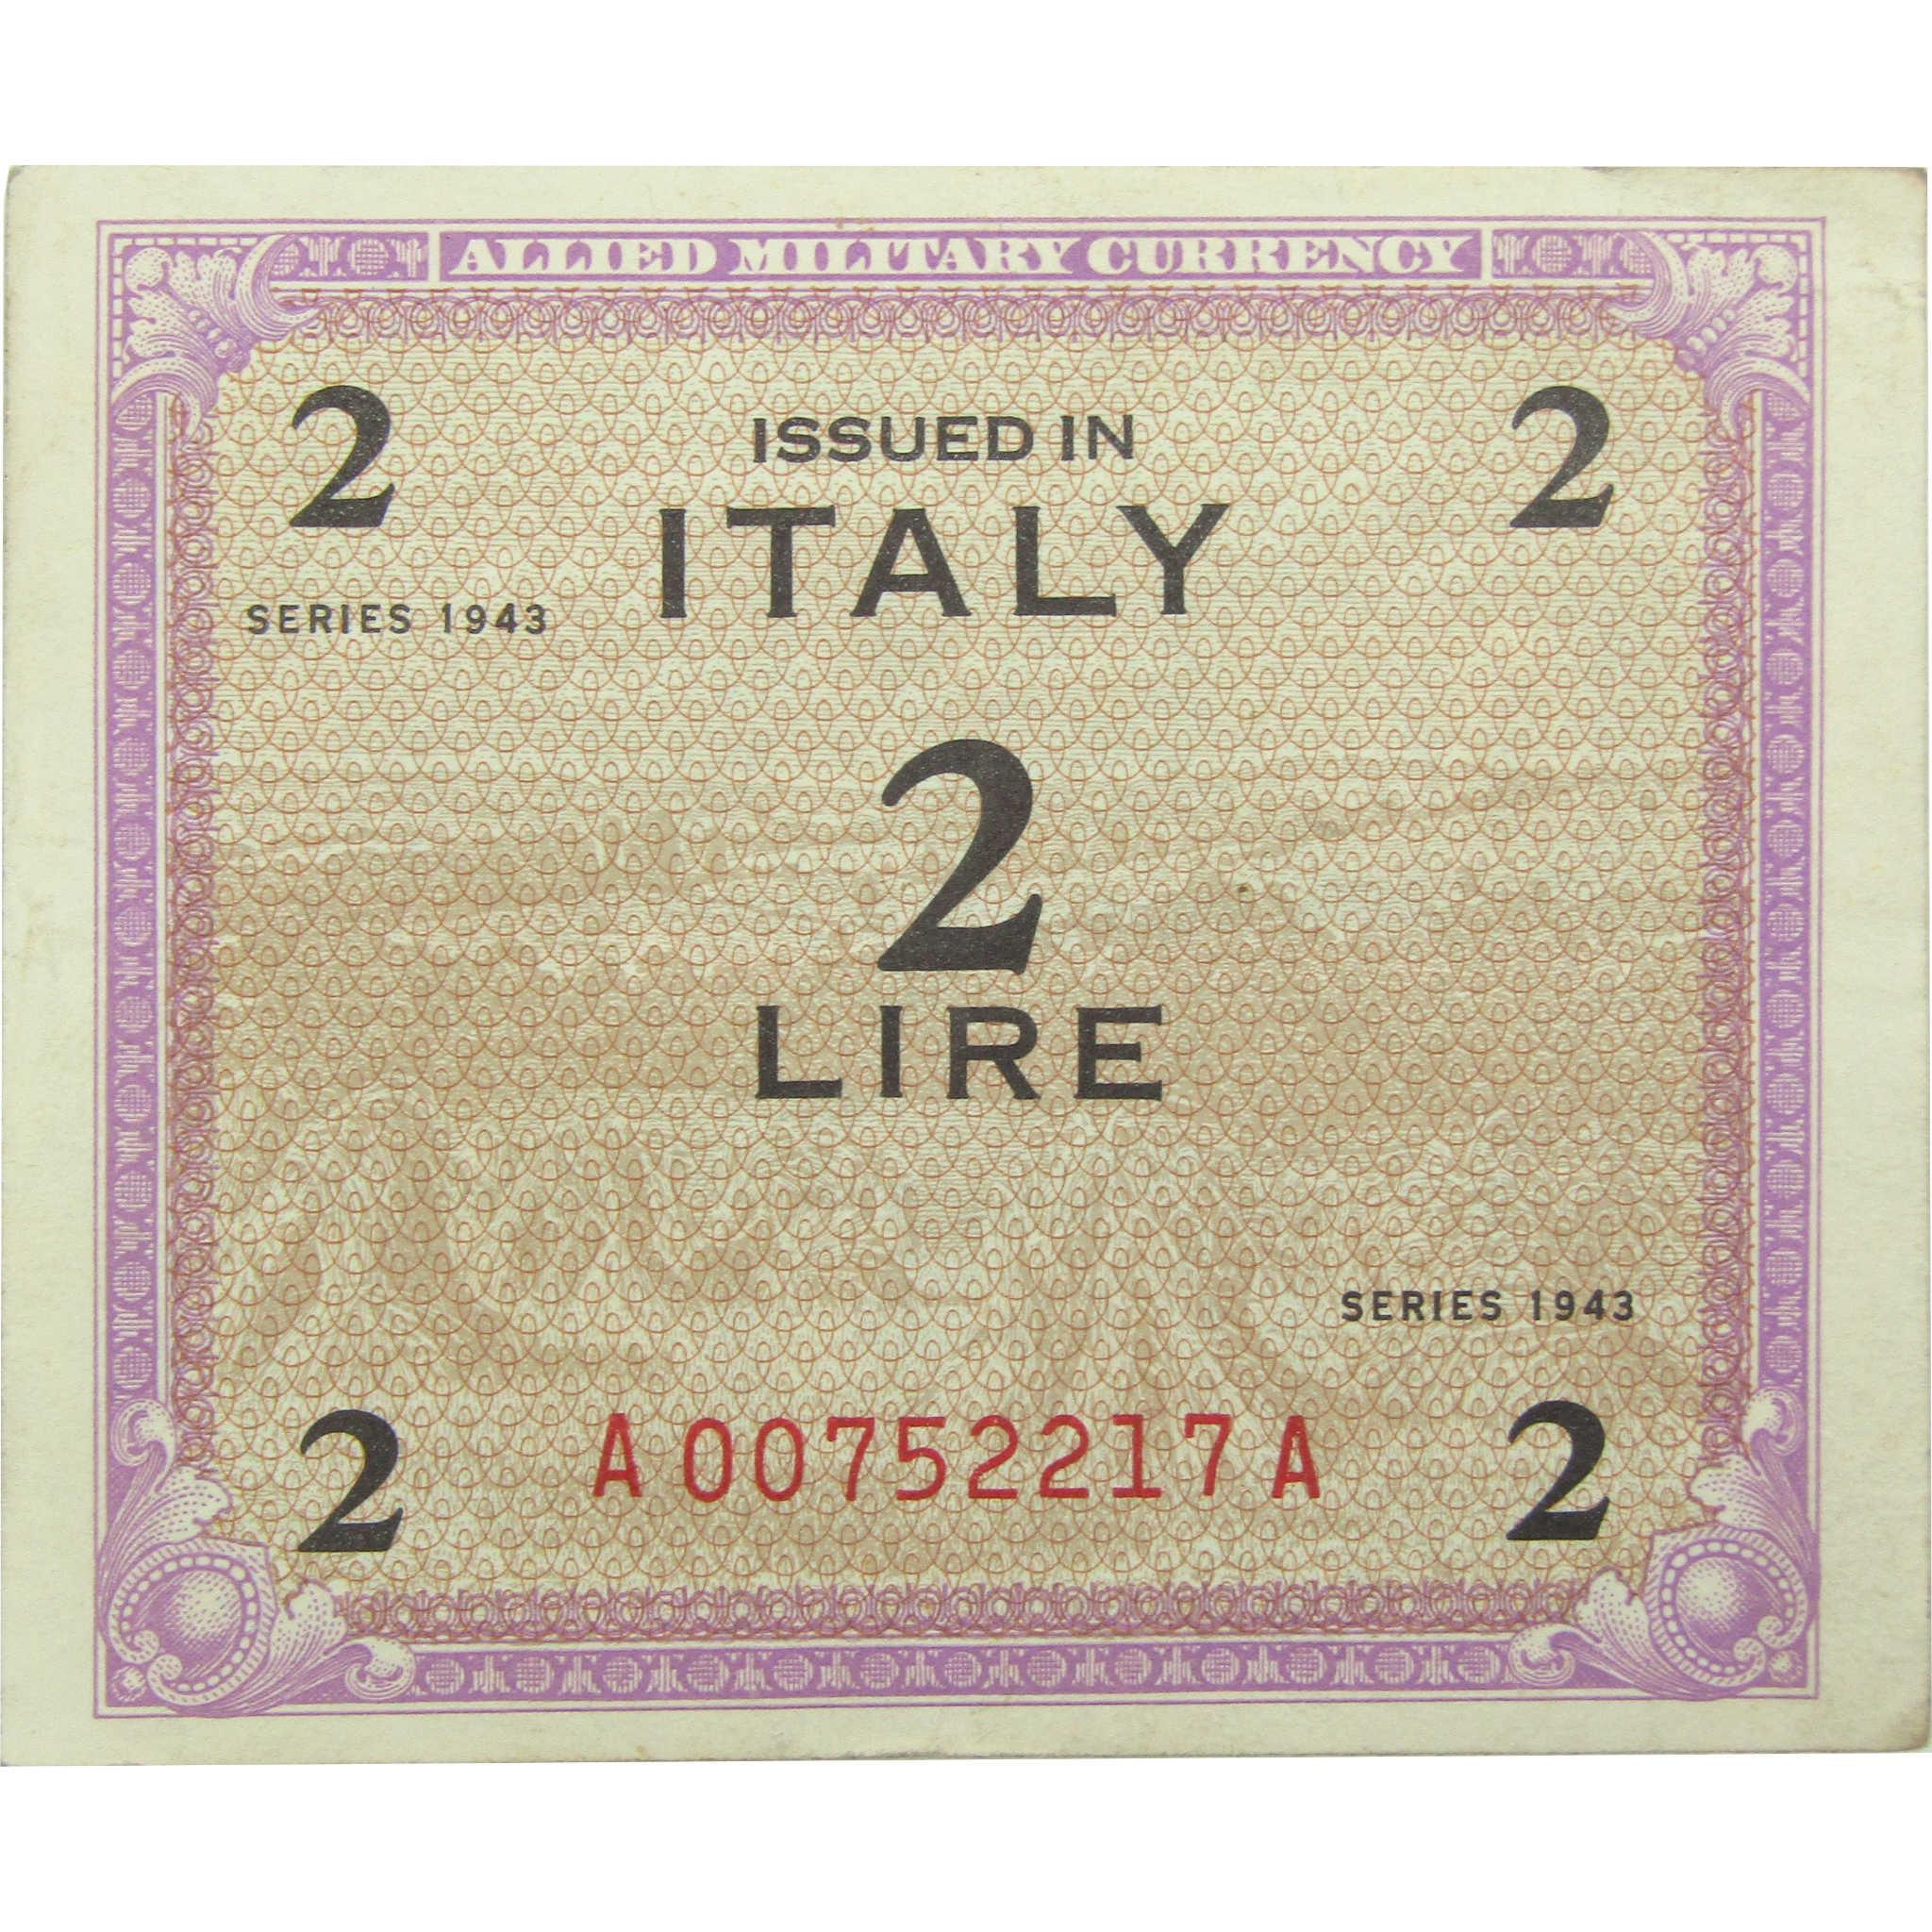 ALLIED MILITARY CURRENCY
2 ISSUED IN 2
ITALY
SERIES 1943
2
LIRE
SERIES 1943
2 A00752217A 2